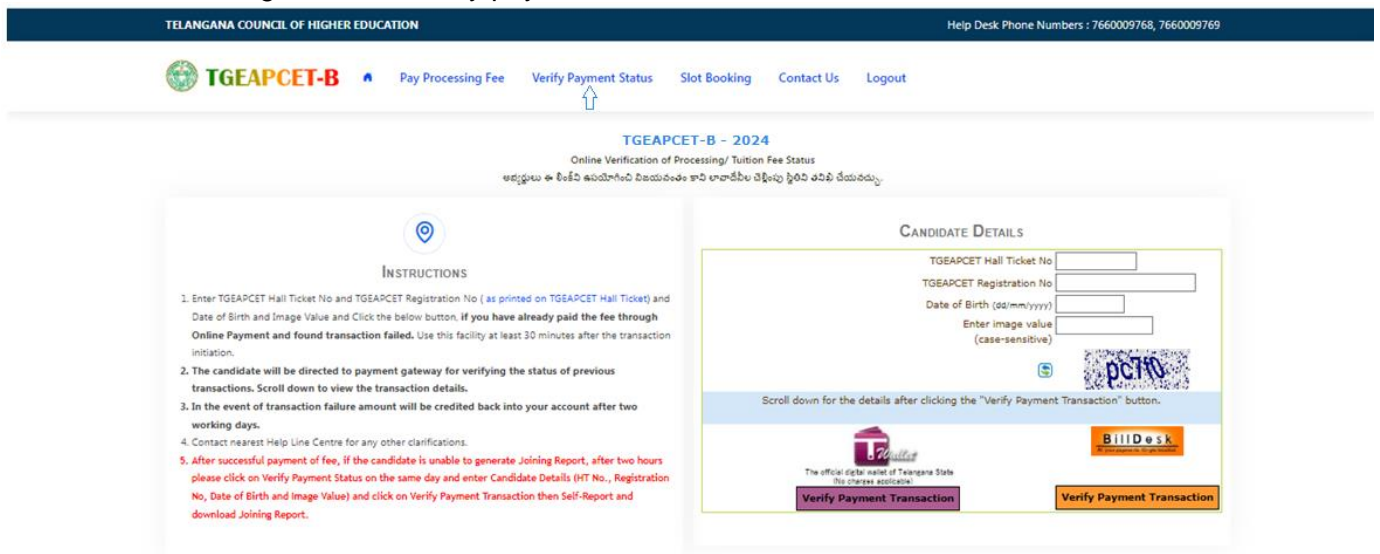 TELANGANA COUNCIL OF HIGHER EDUCATION
Help Desk Phone Numbers : 7660009768, 7660009769
TGEAPCET-B
Pay Processing Fee
Verify Payment Status
Slot Booking
Contact Us
Logout
TGEAPCET-B - 2024
Online Verification of Processing/ Tuition Fee Status
అభ్యర్థులు ఈ లింక్‌ని ఉపయోగించి విజయవంతం కాని లావాదేవీల చెల్లింపు స్థితిని తనిఖీ చేయవచ్చు.
INSTRUCTIONS
1. Enter TGEAPCET Hall Ticket No and TGEAPCET Registration No ( as printed on TGEAPCET Hall Ticket) and
Date of Birth and Image Value and Click the below button, if you have already paid the fee through
Online Payment and found transaction failed. Use this facility at least 30 minutes after the transaction
initiation.
2. The candidate will be directed to payment gateway for verifying the status of previous
transactions. Scroll down to view the transaction details.
3. In the event of transaction failure amount will be credited back into your account after two
working days.
4. Contact nearest Help Line Centre for any other clarifications.
5. After successful payment of fee, if the candidate is unable to generate Joining Report, after two hours
please click on Verify Payment Status on the same day and enter Candidate Details (HT No., Registration
No, Date of Birth and Image Value) and click on Verify Payment Transaction then Self-Report and
download Joining Report.
CANDIDATE DETAILS
TGEAPCET Hall Ticket No
TGEAPCET Registration No
Date of Birth (dd/mm/yyyy)
Enter image value
(case-sensitive)
pc7f0
Scroll down for the details after clicking the "Verify Payment Transaction" button.
T Wallet
The official digital wallet of Telangana State
(No charges applicable)
Verify Payment Transaction
BillDesk
Verify Payment Transaction